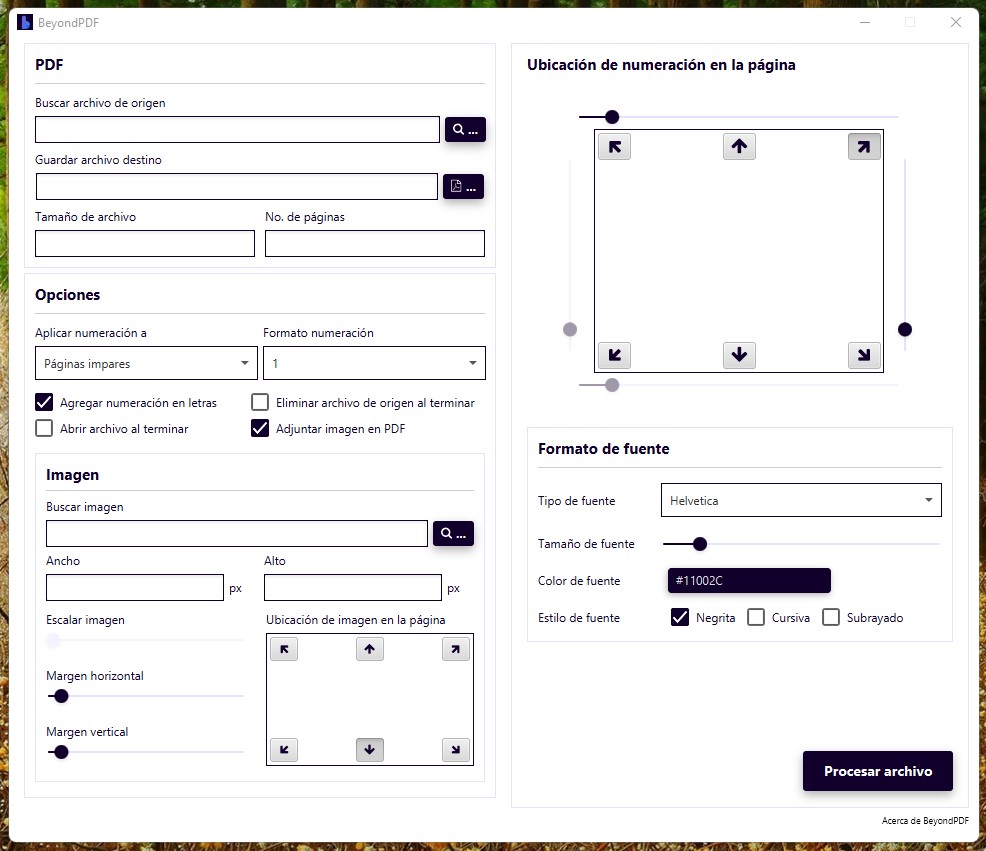 BeyondPDF
PDF
Buscar archivo de origen
...
Guardar archivo destino
...
Tamaño de archivo No. de páginas
Opciones
Aplicar numeración a Formato numeración
Páginas impares 1
Agregar numeración en letras Eliminar archivo de origen al terminar
Abrir archivo al terminar Adjuntar imagen en PDF
Imagen
Buscar imagen
...
Ancho Alto
px px
Escalar imagen Ubicación de imagen en la página
Margen horizontal
Margen vertical
Ubicación de numeración en la página
Formato de fuente
Tipo de fuente Helvetica
Tamaño de fuente
Color de fuente #11002C
Estilo de fuente Negrita Cursiva Subrayado
Procesar archivo
Acerca de BeyondPDF